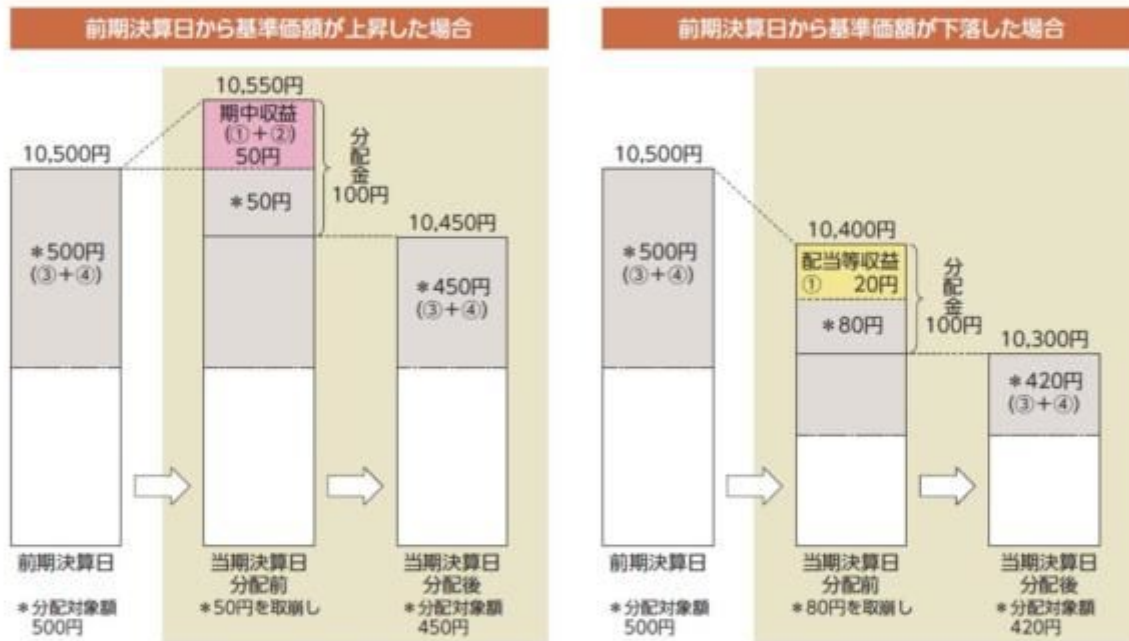 前期決算日から基準価額が上昇した場合
10,550円
期中収益
(①+②)
50円
分配金
100円
10,500円
*50円
10,450円
*500円
(③+④)
*450円
(③+④)
前期決算日
当期決算日
分配前
当期決算日
分配後
*分配対象額
500円
*50円を取崩し
*分配対象額
450円
前期決算日から基準価額が下落した場合
10,500円
10,400円
*500円
(③+④)
配当等収益
① 20円
分配金
100円
*80円
10,300円
*420円
(③+④)
前期決算日
当期決算日
分配前
当期決算日
分配後
*分配対象額
500円
*80円を取崩し
*分配対象額
420円